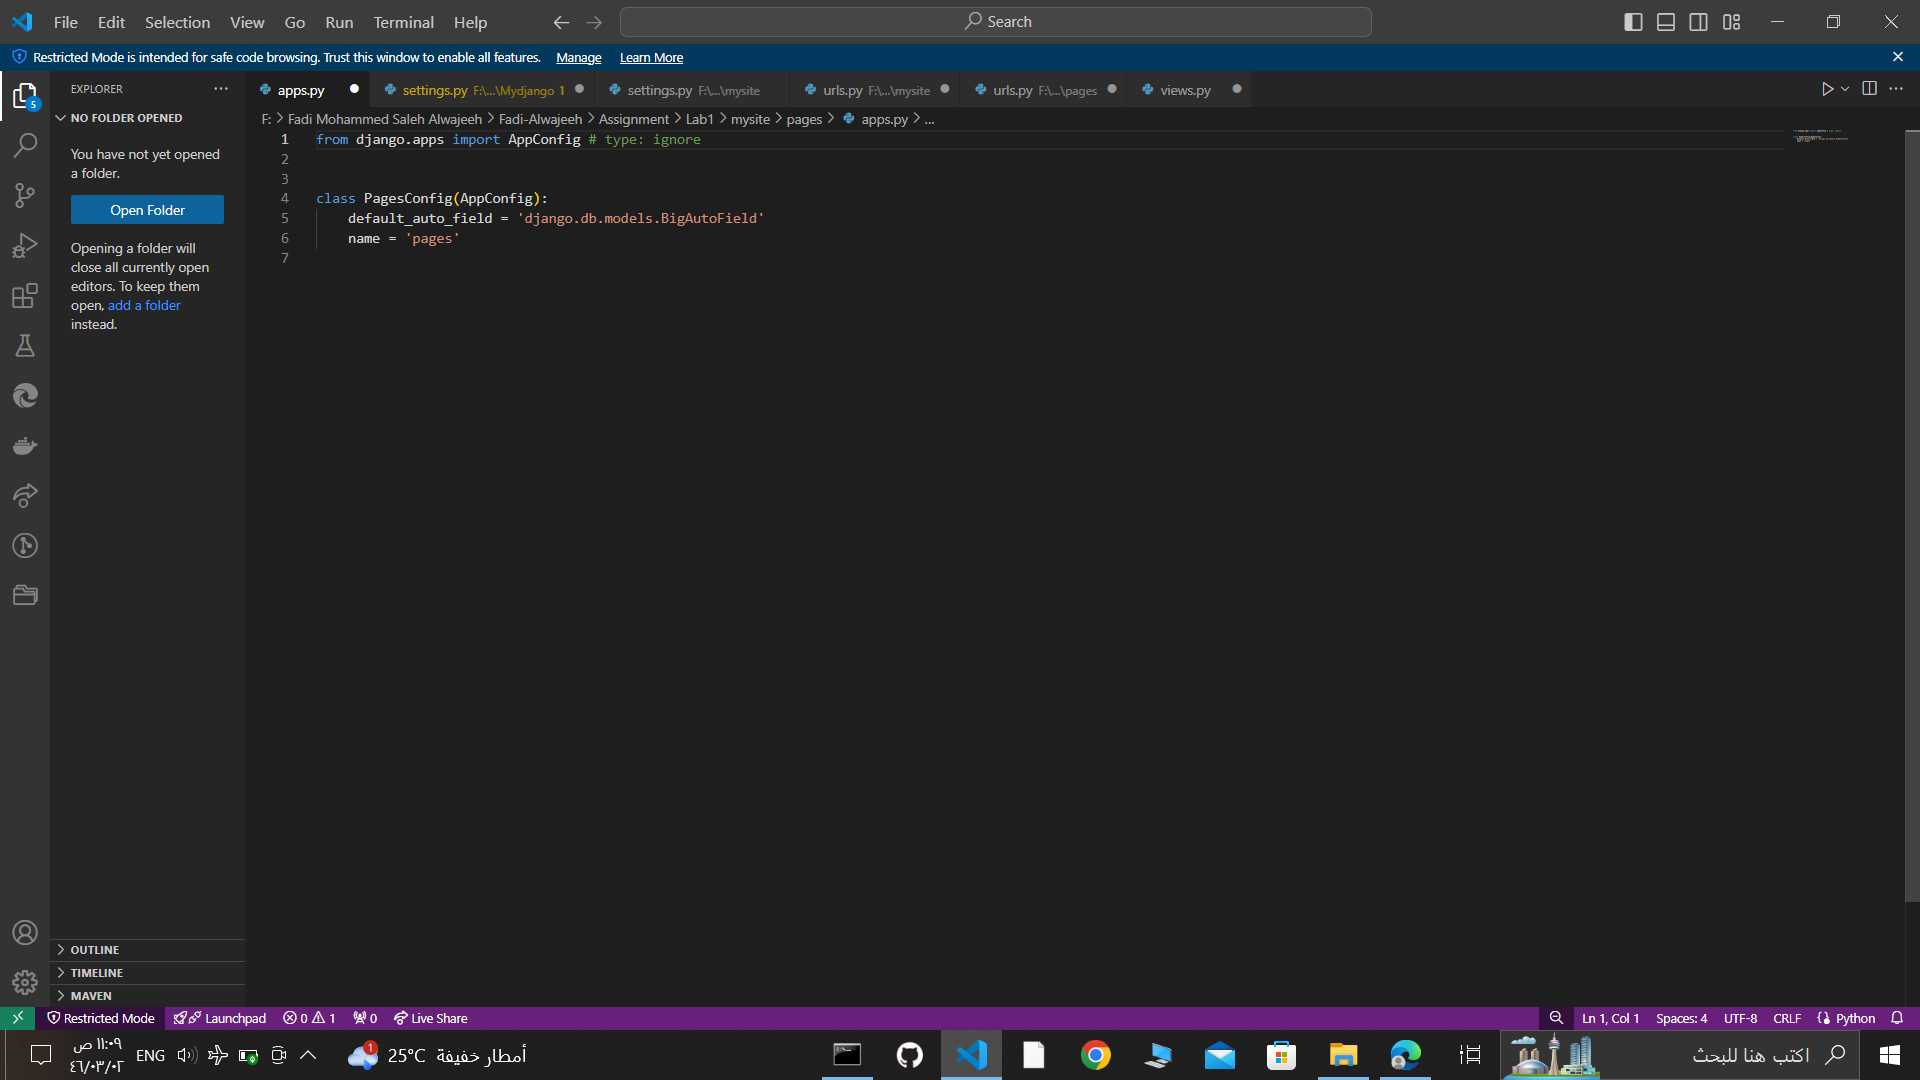 File Edit Selection View Go Run Terminal Help
Search
Restricted Mode is intended for safe code browsing. Trust this window to enable all features. Manage Learn More
5
EXPLORER
apps.py
settings.py F:\...\Mydjango 1
settings.py F:\...\mysite
urls.py F:\...\mysite
urls.py F:\...\pages
views.py
NO FOLDER OPENED
You have not yet opened
a folder.
Open Folder
Opening a folder will
close all currently open
editors. To keep them
open, add a folder
instead.
F: > Fadi Mohammed Saleh Alwajeeh > Fadi-Alwajeeh > Assignment > Lab1 > mysite > pages > apps.py > ...
1 from django.apps import AppConfig # type: ignore
2
3
4 class PagesConfig(AppConfig):
5     default_auto_field = 'django.db.models.BigAutoField'
6     name = 'pages'
7
OUTLINE
TIMELINE
MAVEN
Restricted Mode Launchpad 0 1 0 Live Share
Ln 1, Col 1 Spaces: 4 UTF-8 CRLF Python
١١:٠٩ ص
٤٦/٠٣/٠٢
ENG
1
25°C أمطار خفيفة
اكتب هنا للبحث